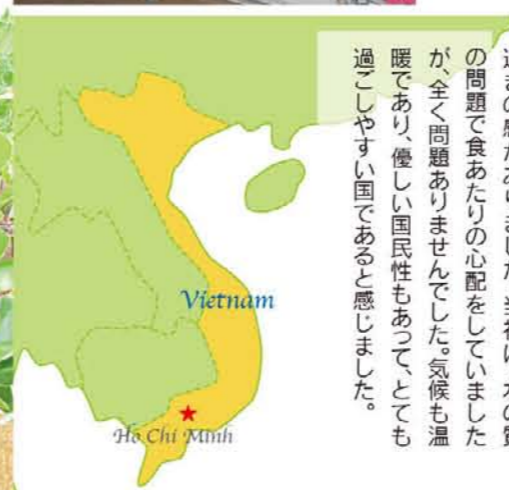 の問題で食あたりの心配をしていました
が、全く問題ありませんでした。気候も温
暖であり、優しい国民性もあって、とても
過ごしやすい国であると感じました。
Vietnam
Ho Chi Minh